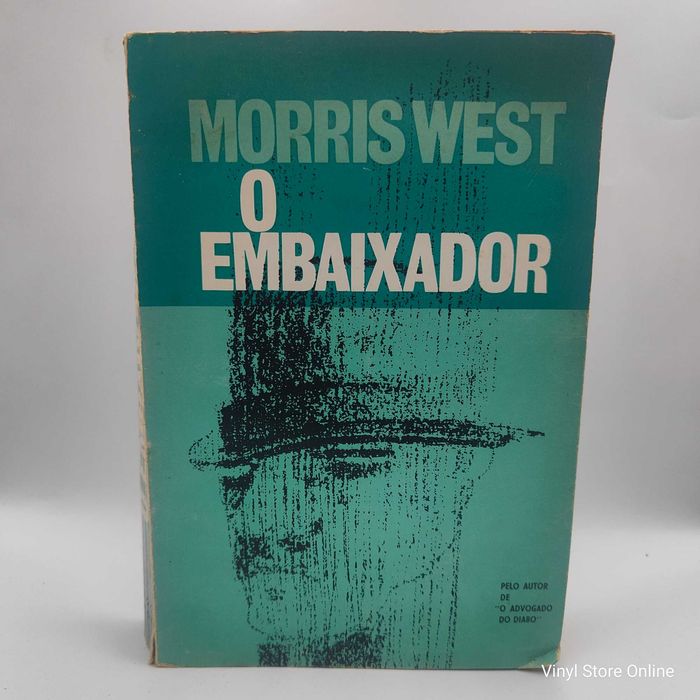 MORRIS WEST
O
EMBAIXADOR
PELO AUTOR
DE
"O ADVOGADO
DO DIABO"
Vinyl Store Online